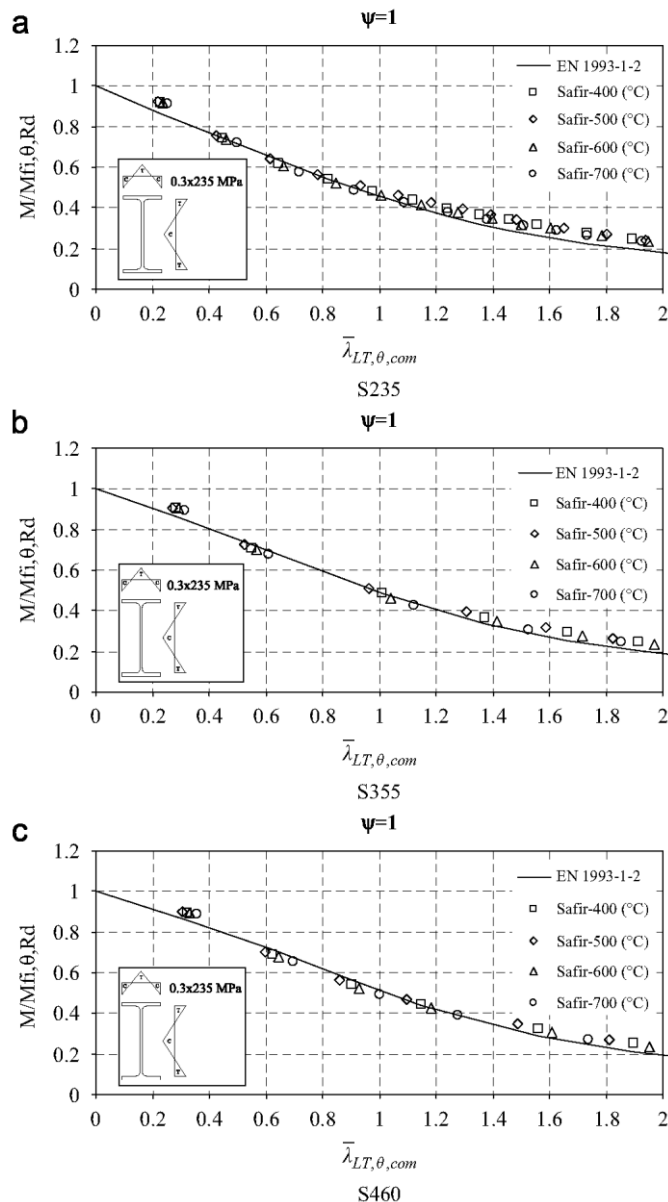 a
ψ=1
1.2
1
0.8
0.6
0.4
0.2
0
M/Mfi,θ,Rd
EN 1993-1-2
Safir-400 (°C)
Safir-500 (°C)
Safir-600 (°C)
Safir-700 (°C)
T
C C
0.3x235 MPa
T
C
T
0 0.2 0.4 0.6 0.8 1 1.2 1.4 1.6 1.8 2
λ̅LT,θ,com
S235
b
ψ=1
1.2
1
0.8
0.6
0.4
0.2
0
M/Mfi,θ,Rd
EN 1993-1-2
Safir-400 (°C)
Safir-500 (°C)
Safir-600 (°C)
Safir-700 (°C)
T
C C
0.3x235 MPa
T
C
T
0 0.2 0.4 0.6 0.8 1 1.2 1.4 1.6 1.8 2
λ̅LT,θ,com
S355
c
ψ=1
1.2
1
0.8
0.6
0.4
0.2
0
M/Mfi,θ,Rd
EN 1993-1-2
Safir-400 (°C)
Safir-500 (°C)
Safir-600 (°C)
Safir-700 (°C)
T
C C
0.3x235 MPa
T
C
T
0 0.2 0.4 0.6 0.8 1 1.2 1.4 1.6 1.8 2
λ̅LT,θ,com
S460